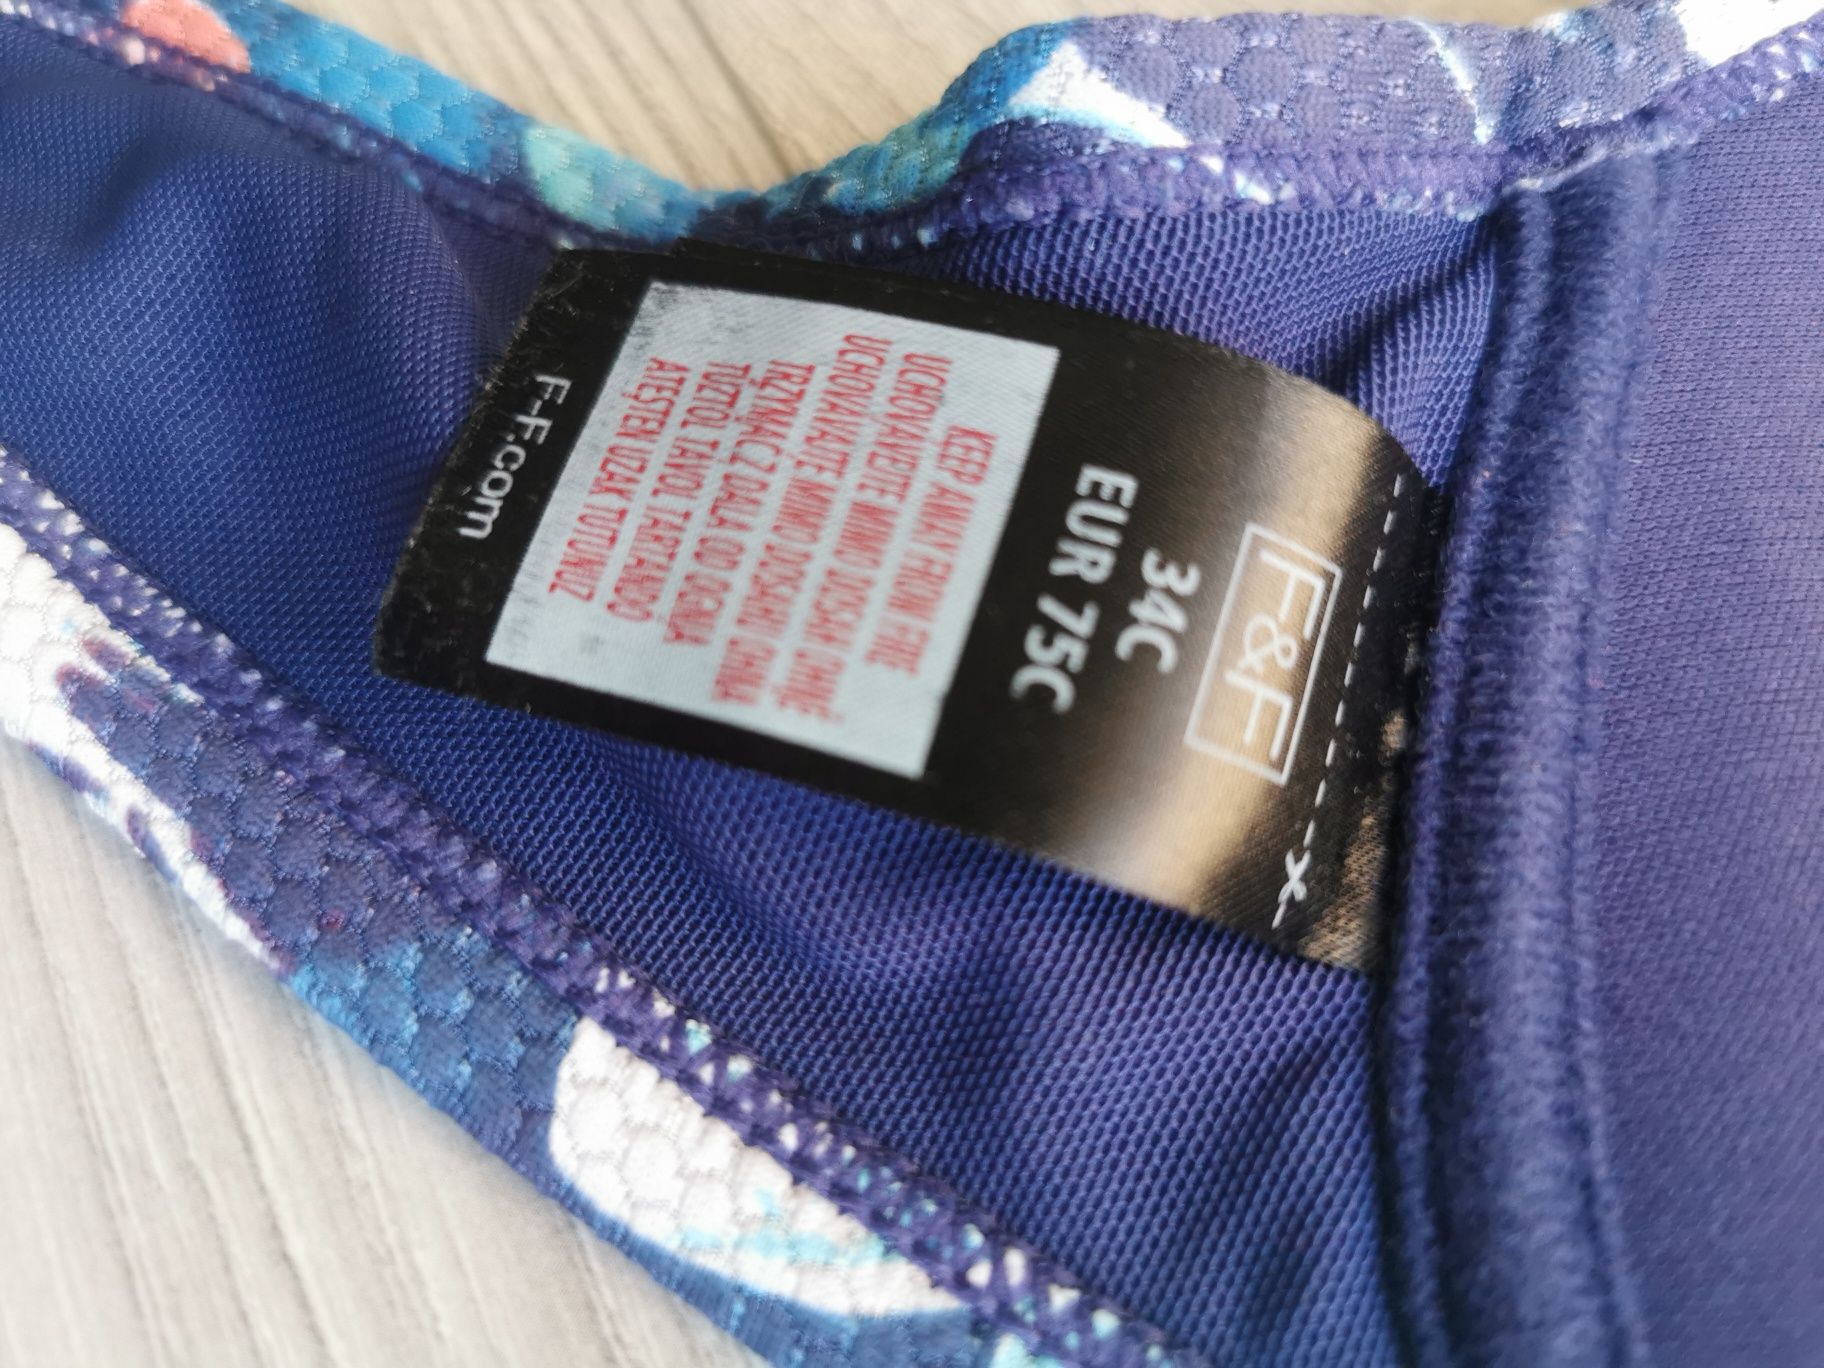 F&F
34C
EUR 75C
KEEP AWAY FROM FIRE
UCHOVÁVEJTE MIMO DOSAH OHNĚ
UCHOVÁVAJTE MIMO DOSAHU OHŇA
TRZYMAĆ Z DALA OD OGNIA
TŰZTŐL TÁVOL TARTANDÓ
ATEŞTEN UZAK TUTUNUZ
F-F.com